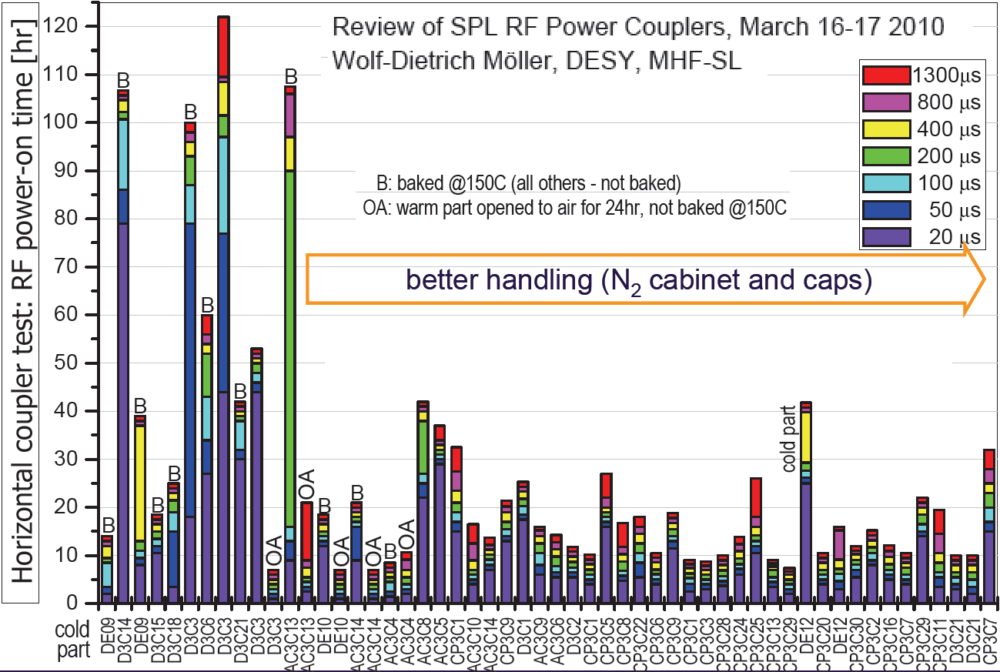 Horizontal coupler test: RF power-on time [hr]
120
110
100
90
80
70
60
50
40
30
20
10
0
Review of SPL RF Power Couplers, March 16-17 2010
Wolf-Dietrich Möller, DESY, MHF-SL
1300μs
800 μs
400 μs
200 μs
100 μs
50 μs
20 μs
B: baked @150C (all others - not baked)
OA: warm part opened to air for 24hr, not baked @150C
better handling (N2 cabinet and caps)
B
B
B
B
B
B
B
B
OA
B
OA
B
OA
B
OA
B
OA
cold part
cold
part
DE09
D3C14
DE09
D3C15
D3C18
D3C3
D3C6
D3C3
D3C21
D3C3
D3C3
AC3C13
AC3C13
DE10
DE10
AC3C14
AC3C14
AC3C4
AC3C4
AC3C8
AC3C5
CP3C1
AC3C10
AC3C14
CP3C9
D3C1
AC3C9
AC3C6
D3C2
CP3C1
CP3C5
CP3C8
CP3C22
CP3C6
CP3C9
CP3C1
CP3C3
CP3C28
CP3C24
CP3C25
CP3C13
CP3C29
DE12
CP3C20
DE12
CP3C30
CP3C2
CP3C16
CP3C7
CP3C29
CP3C11
D3C21
D3C21
CP3C7